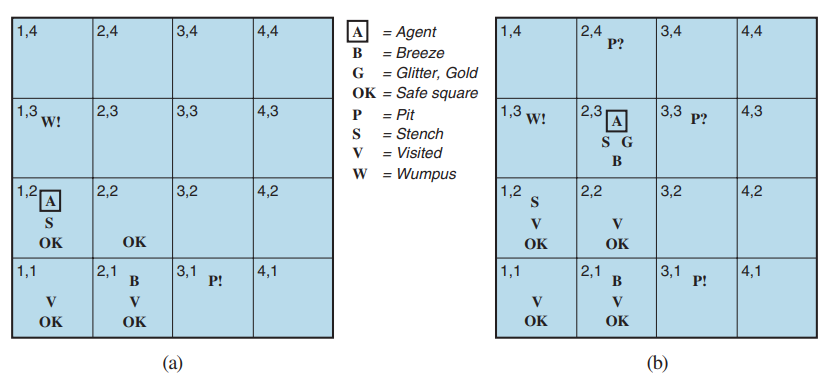 1,4 2,4 3,4 4,4
1,3 W! 2,3 3,3 4,3
1,2 A 2,2 3,2 4,2
S
OK OK
1,1 2,1 B 3,1 P! 4,1
V V
OK OK
(a)
A = Agent
B = Breeze
G = Glitter, Gold
OK = Safe square
P = Pit
S = Stench
V = Visited
W = Wumpus
1,4 2,4 P? 3,4 4,4
1,3 W! 2,3 A 3,3 P? 4,3
S G
B
1,2 S 2,2 3,2 4,2
V V
OK OK
1,1 2,1 B 3,1 P! 4,1
V V
OK OK
(b)